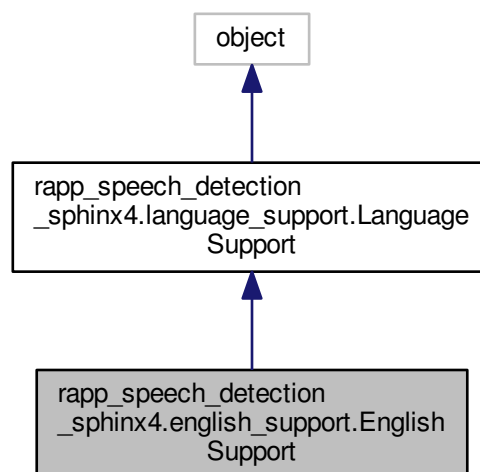 object
rapp_speech_detection
_sphinx4.language_support.Language
Support
rapp_speech_detection
_sphinx4.english_support.English
Support